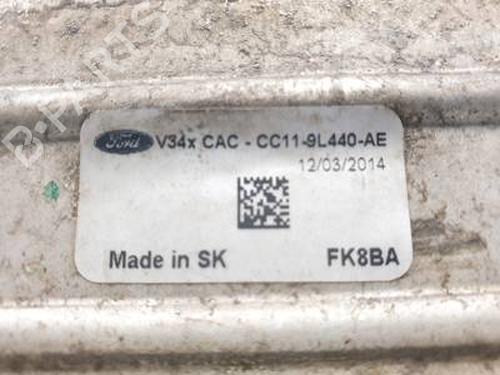 B-PARTS
Ford V34x CAC - CC11-9L440-AE
12/03/2014
Made in SK FK8BA